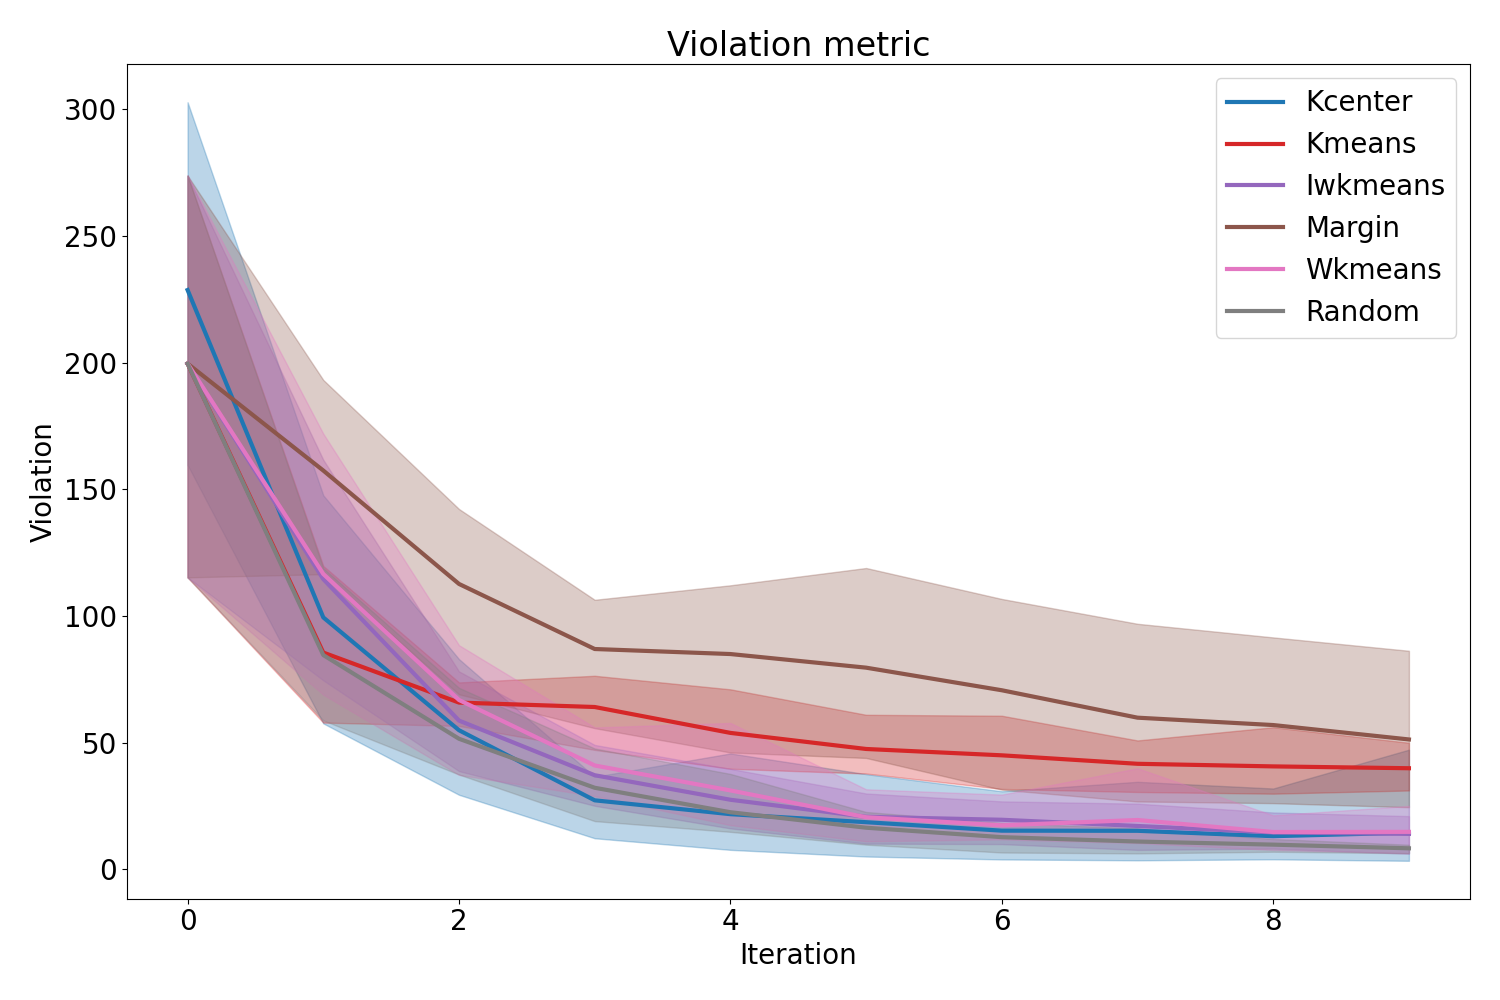 Violation metric
Kcenter
Kmeans
Iwkmeans
Margin
Wkmeans
Random
300
250
200
150
100
50
0
Violation
0 2 4 6 8
Iteration